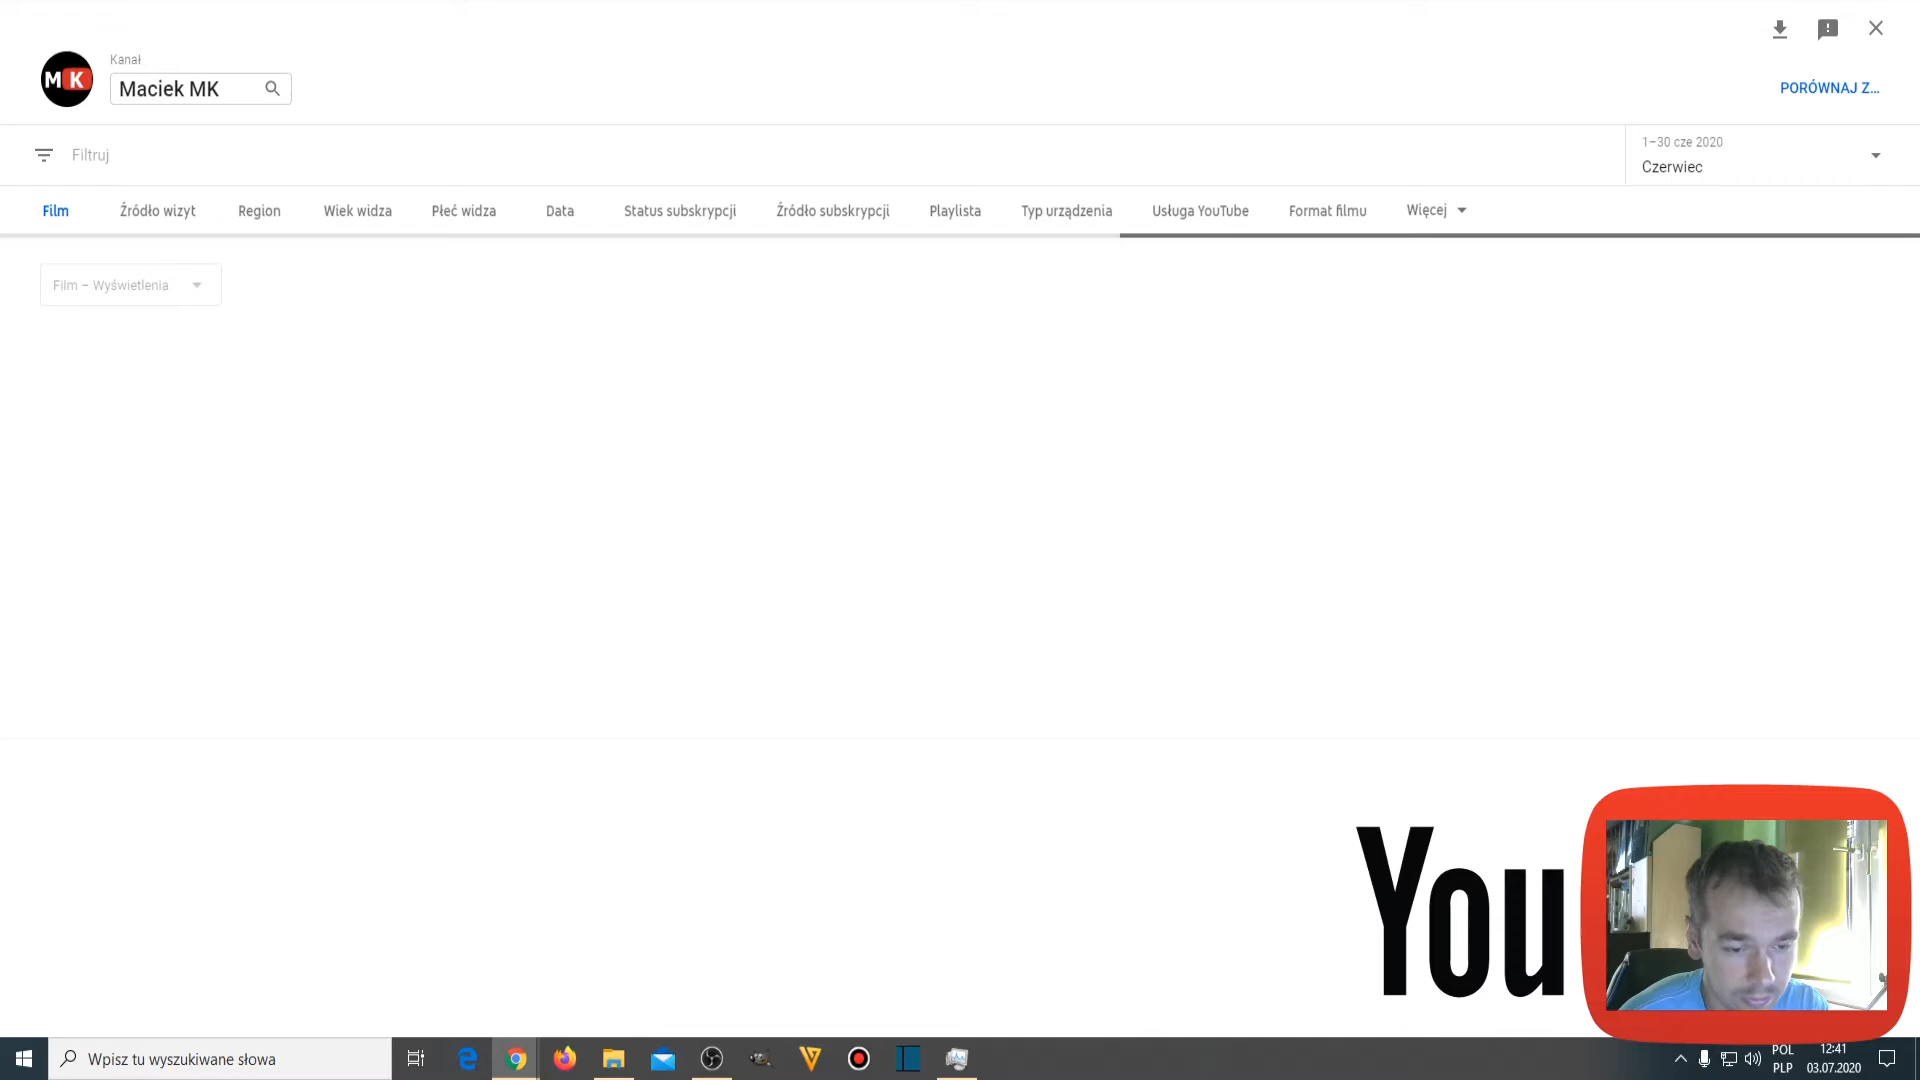 Kanał
MK
Maciek MK
PORÓWNAJ Z...
Filtruj
1–30 cze 2020
Czerwiec
Film
Źródło wizyt
Region
Wiek widza
Płeć widza
Data
Status subskrypcji
Źródło subskrypcji
Playlista
Typ urządzenia
Usługa YouTube
Format filmu
Więcej
Film – Wyświetlenia
You
Wpisz tu wyszukiwane słowa
POL
PLP
12:41
03.07.2020